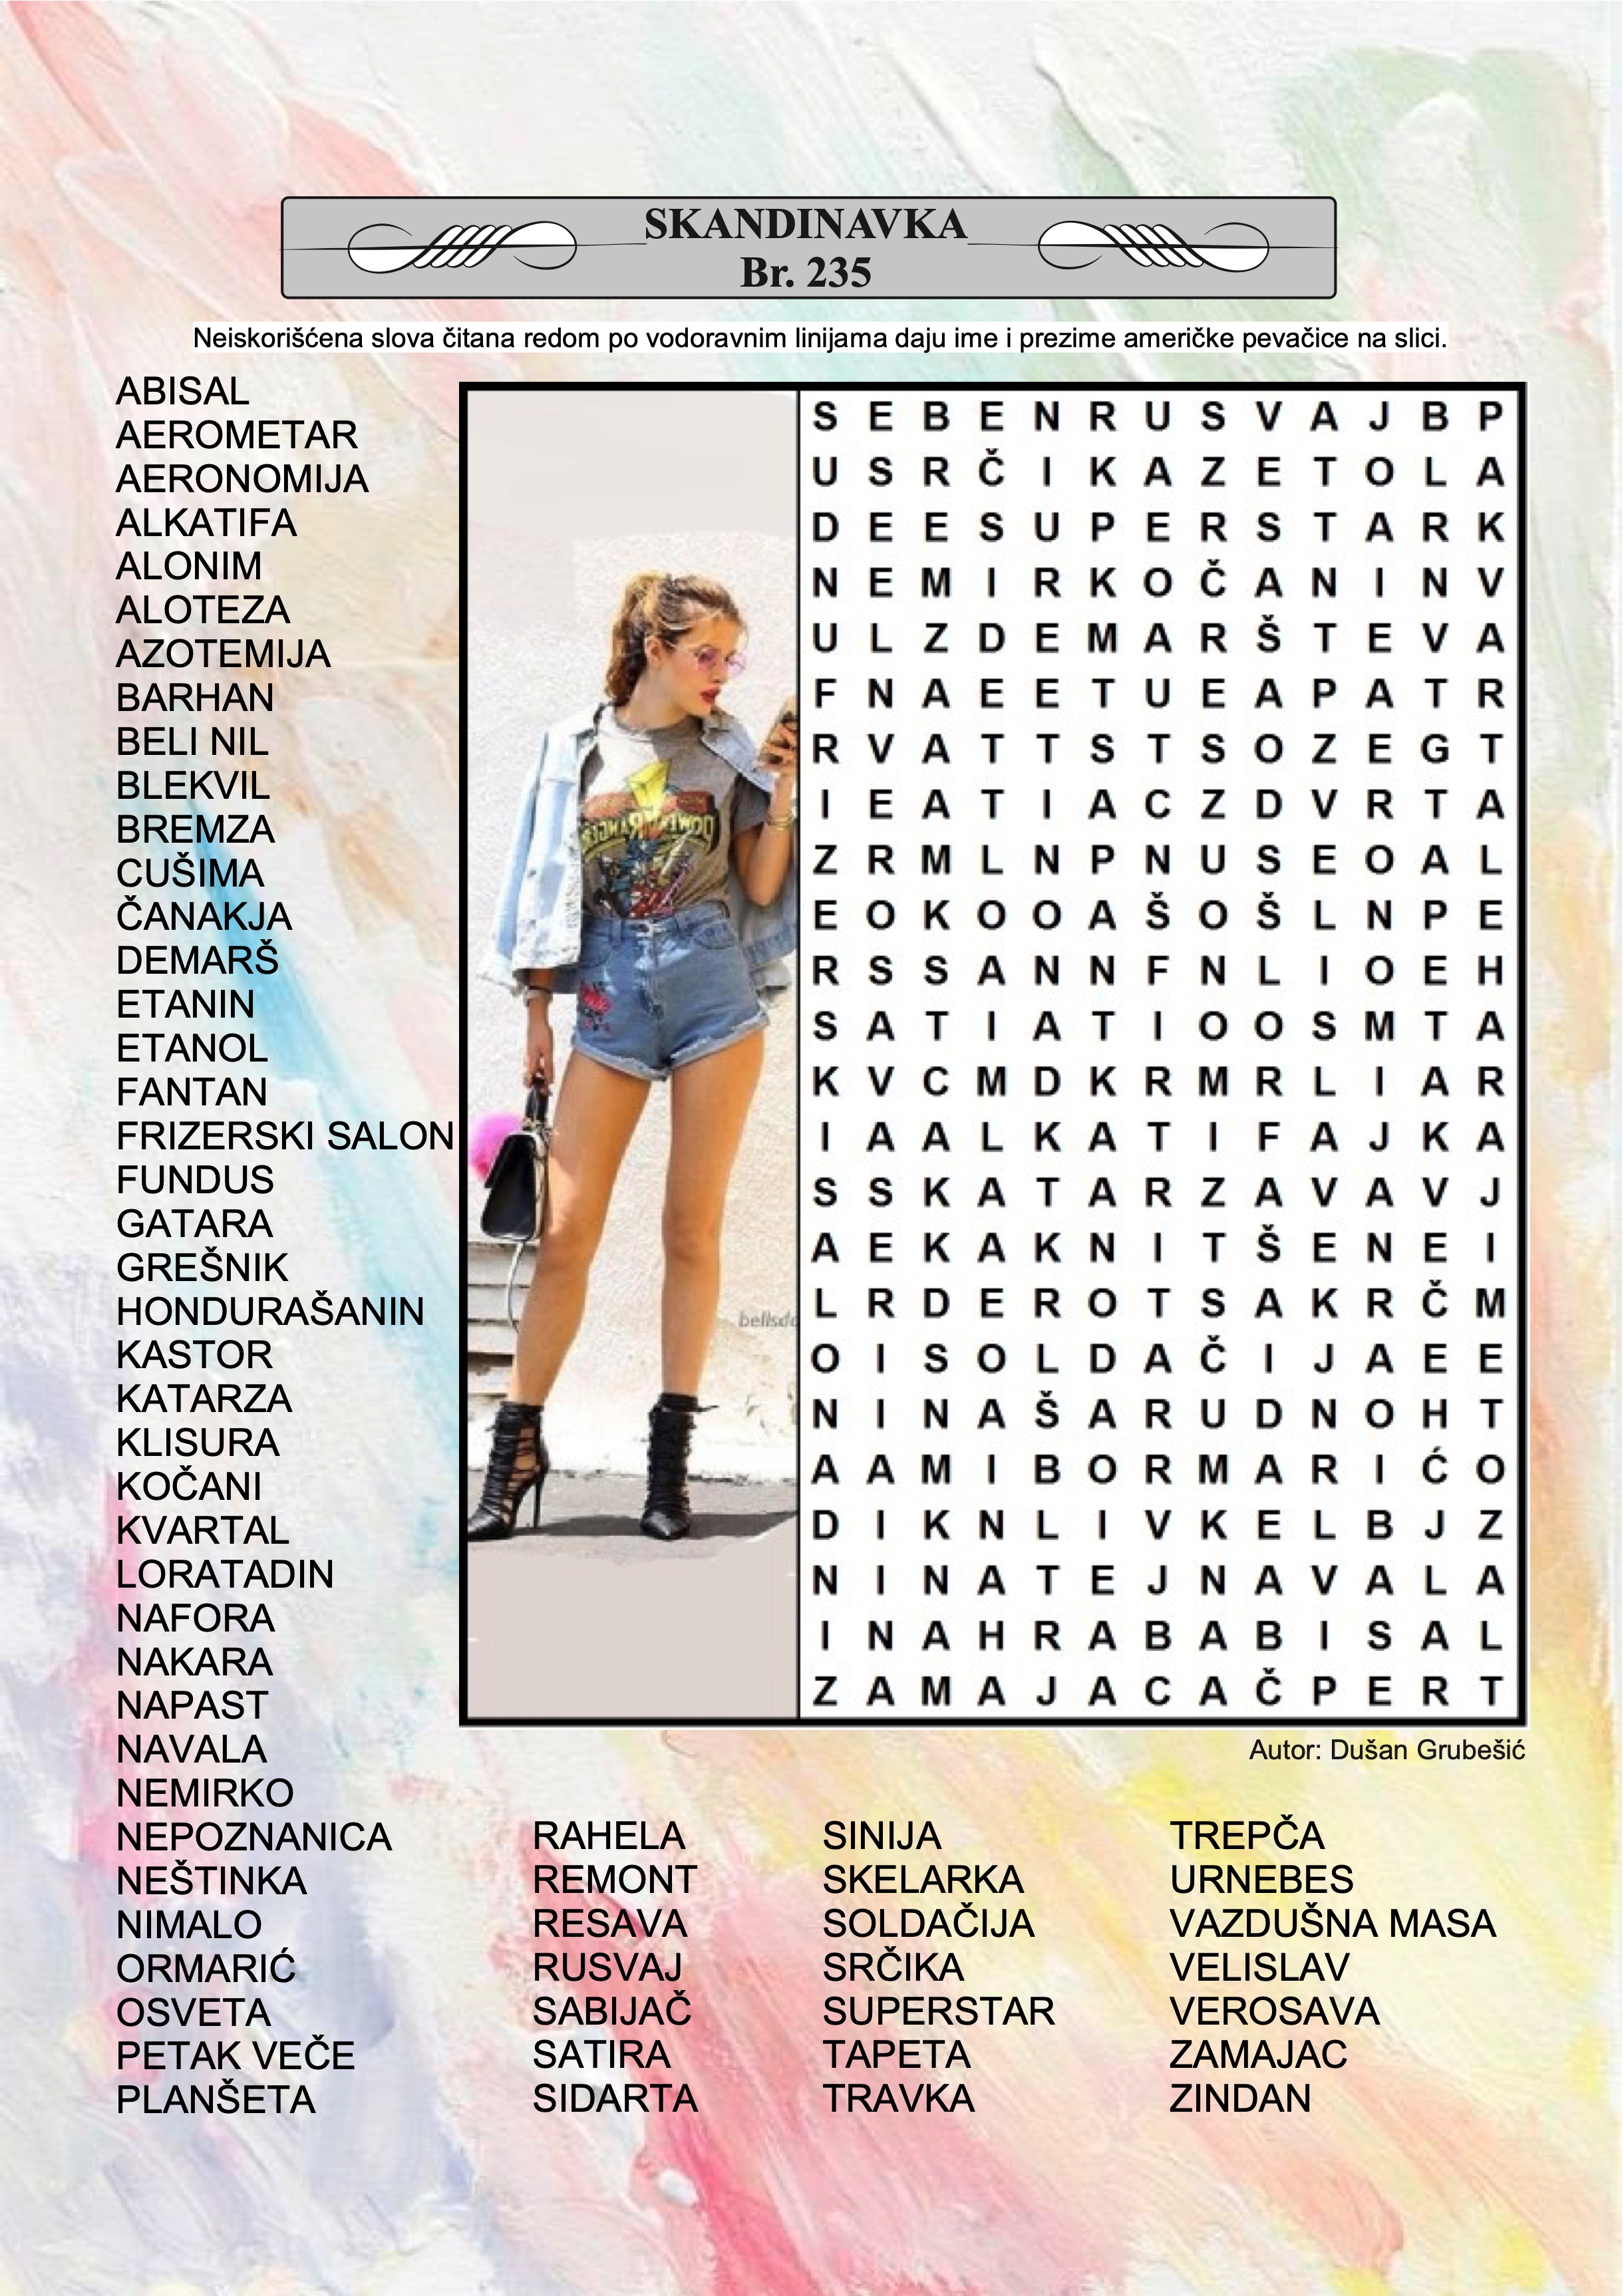 SKANDINAVKA
Br. 235
Neiskorišćena slova čitana redom po vodoravnim linijama daju ime i prezime američke pevačice na slici.
ABISAL
AEROMETAR
AERONOMIJA
ALKATIFA
ALONIM
ALOTEZA
AZOTEMIJA
BARHAN
BELI NIL
BLEKVIL
BREMZA
CUŠIMA
ČANAKJA
DEMARŠ
ETANIN
ETANOL
FANTAN
FRIZERSKI SALON
FUNDUS
GATARA
GREŠNIK
HONDURAŠANIN
KASTOR
KATARZA
KLISURA
KOČANI
KVARTAL
LORATADIN
NAFORA
NAKARA
NAPAST
NAVALA
NEMIRKO
NEPOZNANICA
NEŠTINKA
NIMALO
ORMARIĆ
OSVETA
PETAK VEČE
PLANŠETA
S E B E N R U S V A J B P
U S R Č I K A Z E T O L A
D E E S U P E R S T A R K
N E M I R K O Č A N I N V
U L Z D E M A R Š T E V A
F N A E E T U E A P A T R
R V A T T S T S O Z E G T
I E A T I A C Z D V R T A
Z R M L N P N U S E O A L
E O K O O A Š O Š L N P E
R S S A N N F N L I O E H
S A T I A T I O O S M T A
K V C M D K R M R L I A R
I A A L K A T I F A J K A
S S K A T A R Z A V A V J
A E K A K N I T Š E N E I
L R D E R O T S A K R Č M
O I S O L D A Č I J A E E
N I N A Š A R U D N O H T
A A M I B O R M A R I Ć O
D I K N L I V K E L B J Z
N I N A T E J N A V A L A
I N A H R A B A B I S A L
Z A M A J A C A Č P E R T
Autor: Dušan Grubešić
RAHELA
REMONT
RESAVA
RUSVAJ
SABIJAČ
SATIRA
SIDARTA
SINIJA
SKELARKA
SOLDAČIJA
SRČIKA
SUPERSTAR
TAPETA
TRAVKA
TREPČA
URNEBES
VAZDUŠNA MASA
VELISLAV
VEROSAVA
ZAMAJAC
ZINDAN